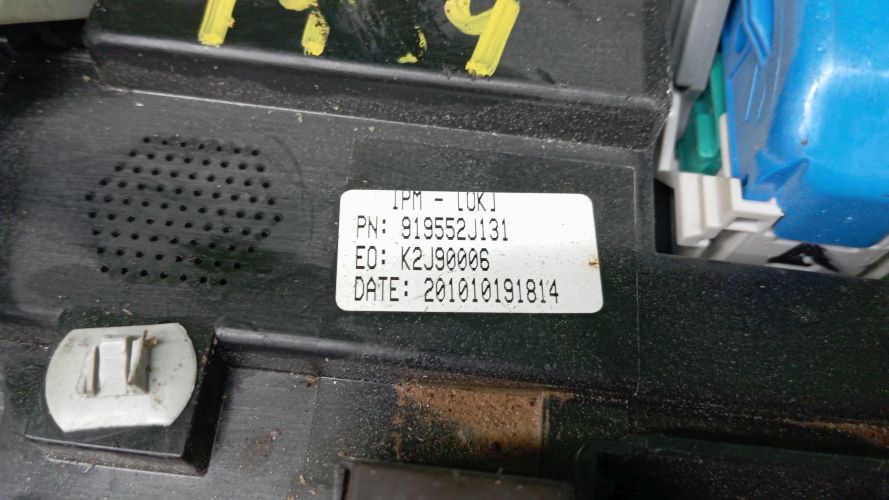 IPM - [OK]
PN: 919552J131
EO: K2J90006
DATE: 201010191814